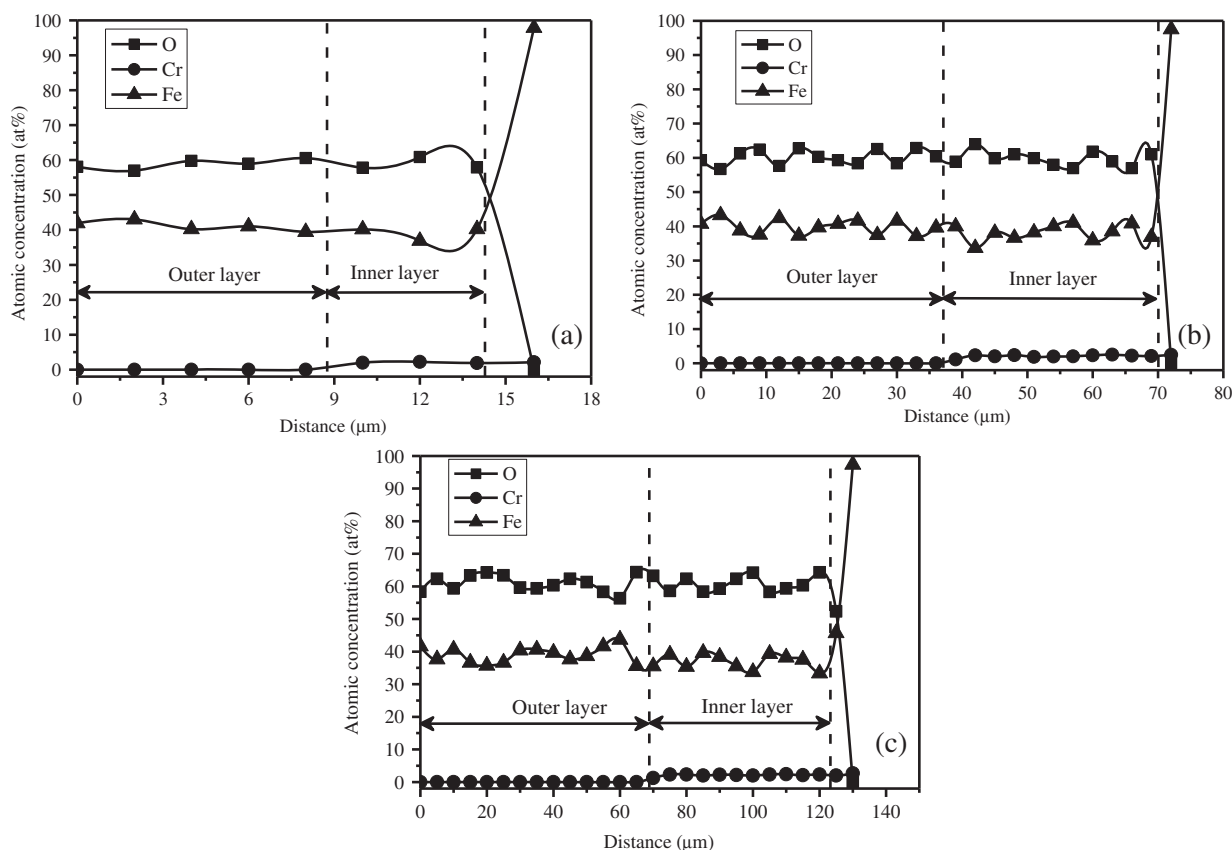 100
90
80
70
60
50
40
30
20
10
0
Atomic concentration (at%)
O
Cr
Fe
Outer layer
Inner layer
(a)
0 3 6 9 12 15 18
Distance (µm)
100
90
80
70
60
50
40
30
20
10
0
Atomic concentration (at%)
O
Cr
Fe
Outer layer
Inner layer
(b)
0 10 20 30 40 50 60 70 80
Distance (µm)
100
90
80
70
60
50
40
30
20
10
0
Atomic concentration (at%)
O
Cr
Fe
Outer layer
Inner layer
(c)
0 20 40 60 80 100 120 140
Distance (µm)